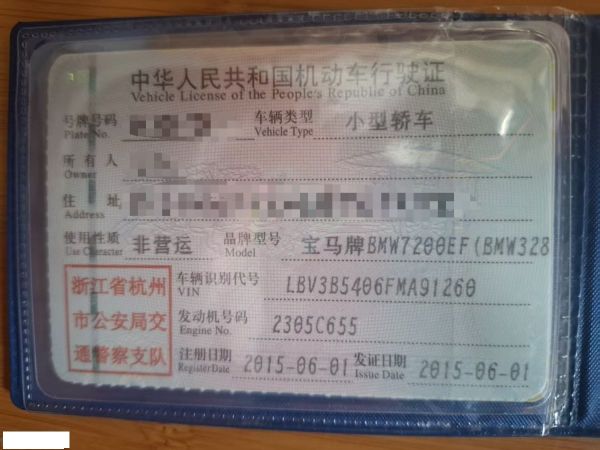 中华人民共和国机动车行驶证
Vehicle License of the People's Republic of China
号牌号码 车辆类型 小型轿车
Plate No. Vehicle Type
所有人
Owner
住址
Address
使用性质 非营运 品牌型号 宝马牌BMW7200EF(BMW328
Use Character Model
浙江省杭州
市公安局交
通警察支队
车辆识别代号 LBV3B5406FMA91260
VIN
发动机号码 2305C655
Engine No.
注册日期 2015-06-01 发证日期 2015-06-01
Register Date Issue Date